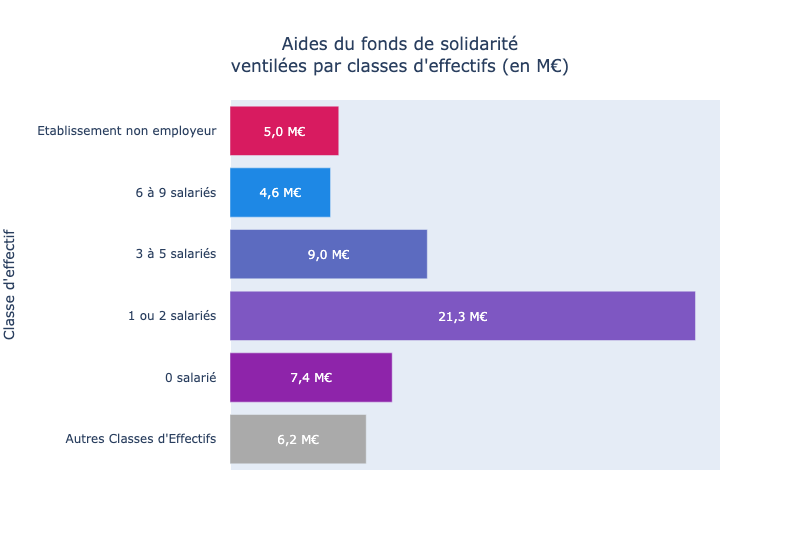 Aides du fonds de solidarité
ventilées par classes d'effectifs (en M€)
Classe d'effectif
Etablissement non employeur
5,0 M€
6 à 9 salariés
4,6 M€
3 à 5 salariés
9,0 M€
1 ou 2 salariés
21,3 M€
0 salarié
7,4 M€
Autres Classes d'Effectifs
6,2 M€